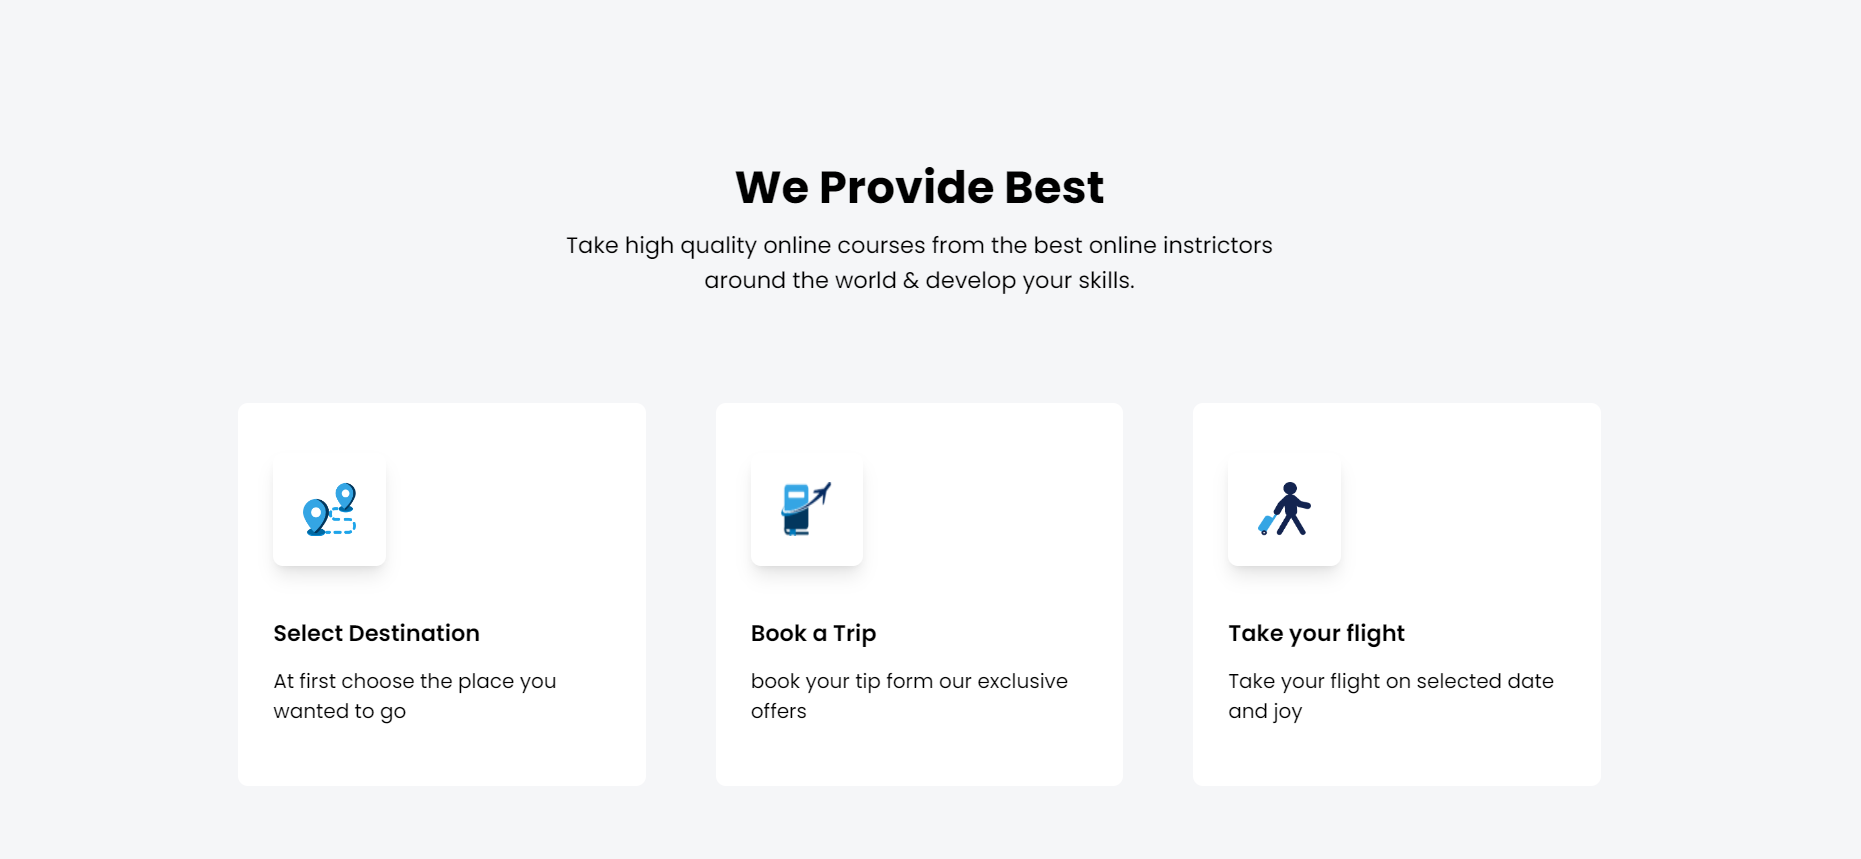 We Provide Best
Take high quality online courses from the best online instrictors
around the world & develop your skills.
Select Destination
At first choose the place you
wanted to go
Book a Trip
book your tip form our exclusive
offers
Take your flight
Take your flight on selected date
and joy